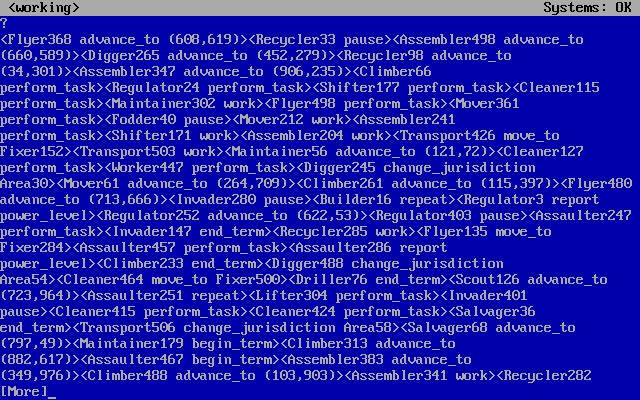 <working> Systems: OK
?
<Flyer368 advance_to (608,619)><Recycler33 pause><Assembler498 advance_to
(660,589)><Digger265 advance_to (452,279)><Recycler98 advance_to
(34,301)><Assembler347 advance_to (906,235)><Climber66
perform_task><Regulator24 perform_task><Shifter177 perform_task><Cleaner115
perform_task><Maintainer302 work><Flyer498 perform_task><Mover361
perform_task><Fodder40 pause><Mover212 work><Assembler241
perform_task><Shifter171 work><Assembler204 work><Transport426 move_to
Fixer152><Transport503 work><Maintainer56 advance_to (121,72)><Cleaner127
perform_task><Worker447 perform_task><Digger245 change_jurisdiction
Area30><Mover61 advance_to (264,709)><Climber261 advance_to (115,397)><Flyer480
advance_to (713,666)><Invader280 pause><Builder16 repeat><Regulator3 report
power_level><Regulator252 advance_to (622,53)><Regulator403 pause><Assaulter247
perform_task><Invader147 end_term><Recycler285 work><Flyer135 move_to
Fixer284><Assaulter457 perform_task><Assaulter286 report
power_level><Climber233 end_term><Digger488 change_jurisdiction
Area54><Cleaner464 move_to Fixer500><Driller76 end_term><Scout126 advance_to
(723,964)><Assaulter251 repeat><Lifter304 perform_task><Invader401
pause><Cleaner415 perform_task><Cleaner424 perform_task><Salvager36
end_term><Transport506 change_jurisdiction Area58><Salvager68 advance_to
(797,49)><Maintainer179 begin_term><Climber313 advance_to
(882,617)><Assaulter467 begin_term><Assembler383 advance_to
(349,976)><Climber488 advance_to (103,903)><Assembler341 work><Recycler282
[More]_